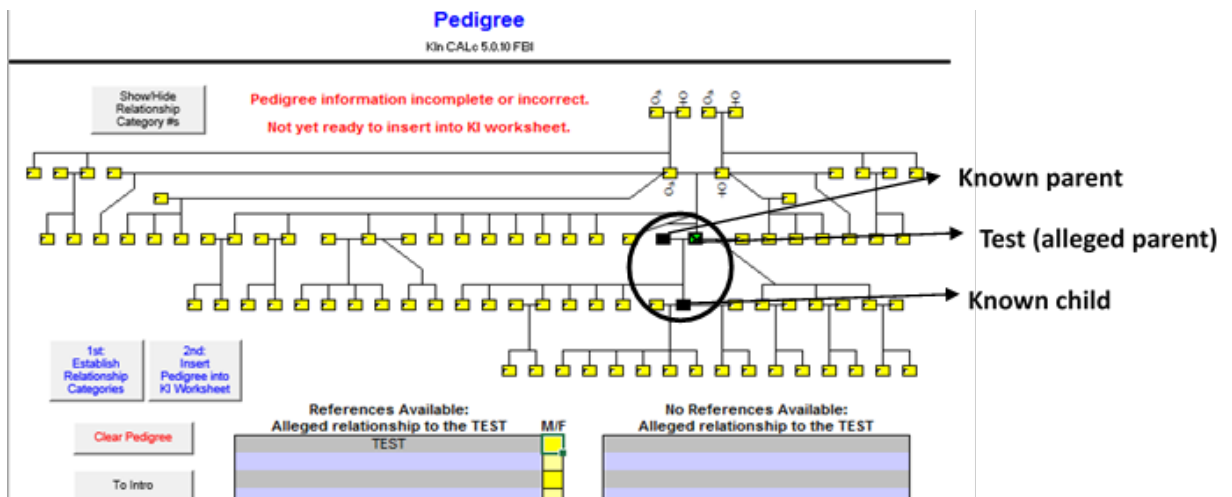 Pedigree
KIn CALc 5.0.10 FBI
Show/Hide
Relationship
Category #s
Pedigree information incomplete or incorrect.
Not yet ready to insert into KI worksheet.
♂ ♀ ♂ ♀
♂ ♀
Known parent
Test (alleged parent)
Known child
1st:
Establish
Relationship
Categories
2nd:
Insert
Pedigree into
KI Worksheet
Clear Pedigree
To Intro
References Available:
Alleged relationship to the TEST M/F
TEST
No References Available:
Alleged relationship to the TEST